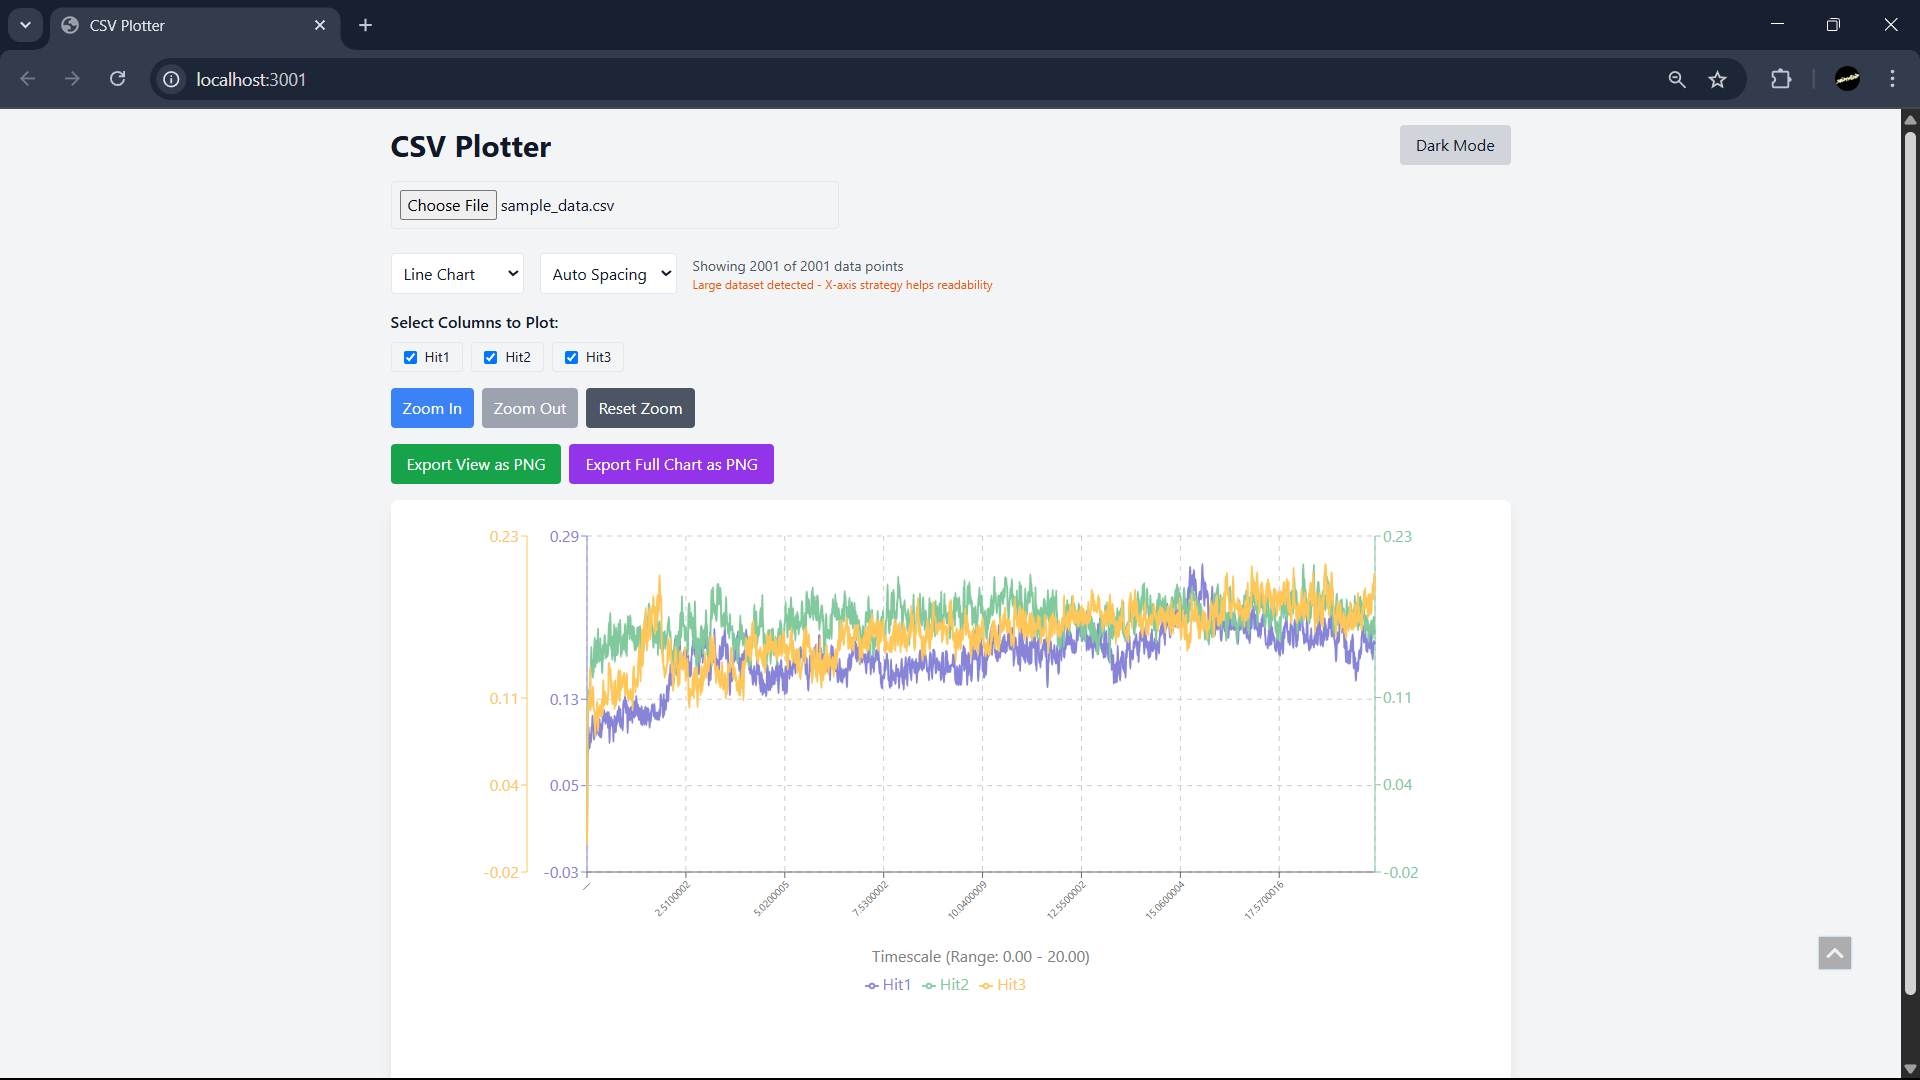 CSV Plotter
localhost:3001
CSV Plotter
Dark Mode
Choose File sample_data.csv
Line Chart
Auto Spacing
Showing 2001 of 2001 data points
Large dataset detected - X-axis strategy helps readability
Select Columns to Plot:
Hit1 Hit2 Hit3
Zoom In Zoom Out Reset Zoom
Export View as PNG Export Full Chart as PNG
0.23 0.29 0.23
0.11 0.13 0.11
0.04 0.05 0.04
-0.02 -0.03 -0.02
2.5100002 5.0200005 7.5300002 10.0400009 12.5500002 15.0600004 17.5700016
Timescale (Range: 0.00 - 20.00)
Hit1 Hit2 Hit3